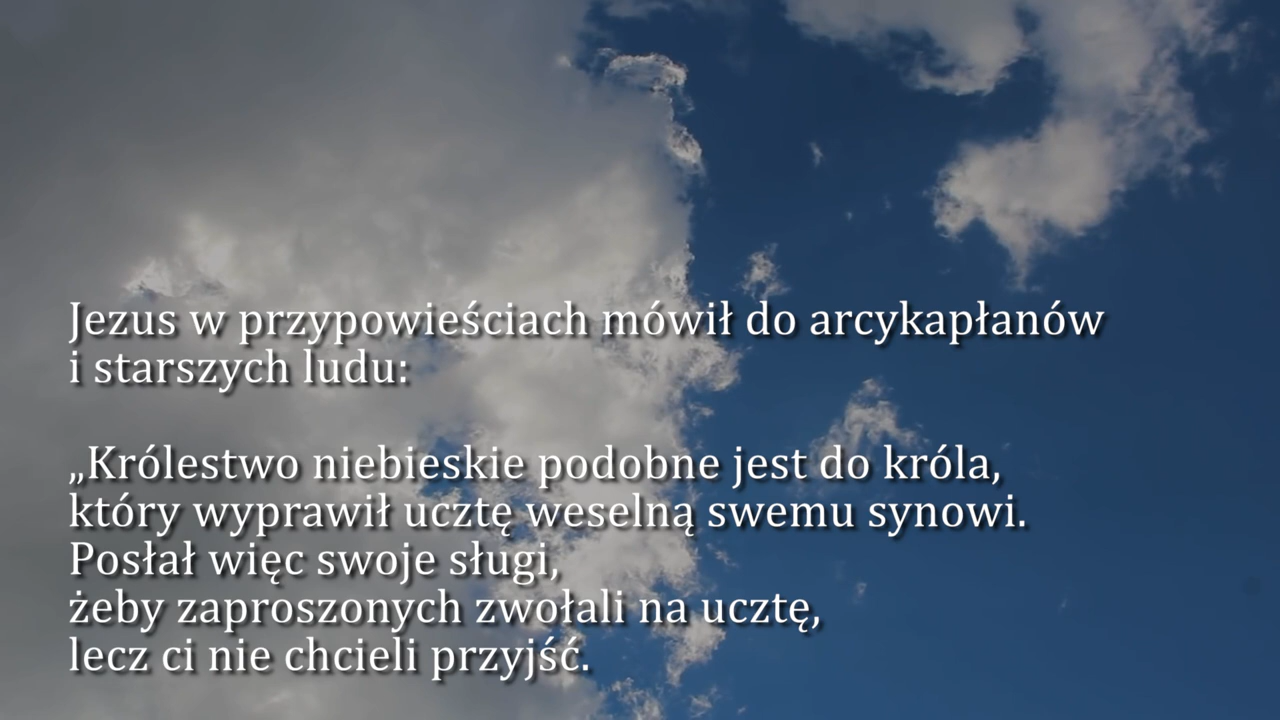 Jezus w przypowieściach mówił do arcykapłanów
i starszych ludu:
„Królestwo niebieskie podobne jest do króla,
który wyprawił ucztę weselną swemu synowi.
Posłał więc swoje sługi,
żeby zaproszonych zwołali na ucztę,
lecz ci nie chcieli przyjść.